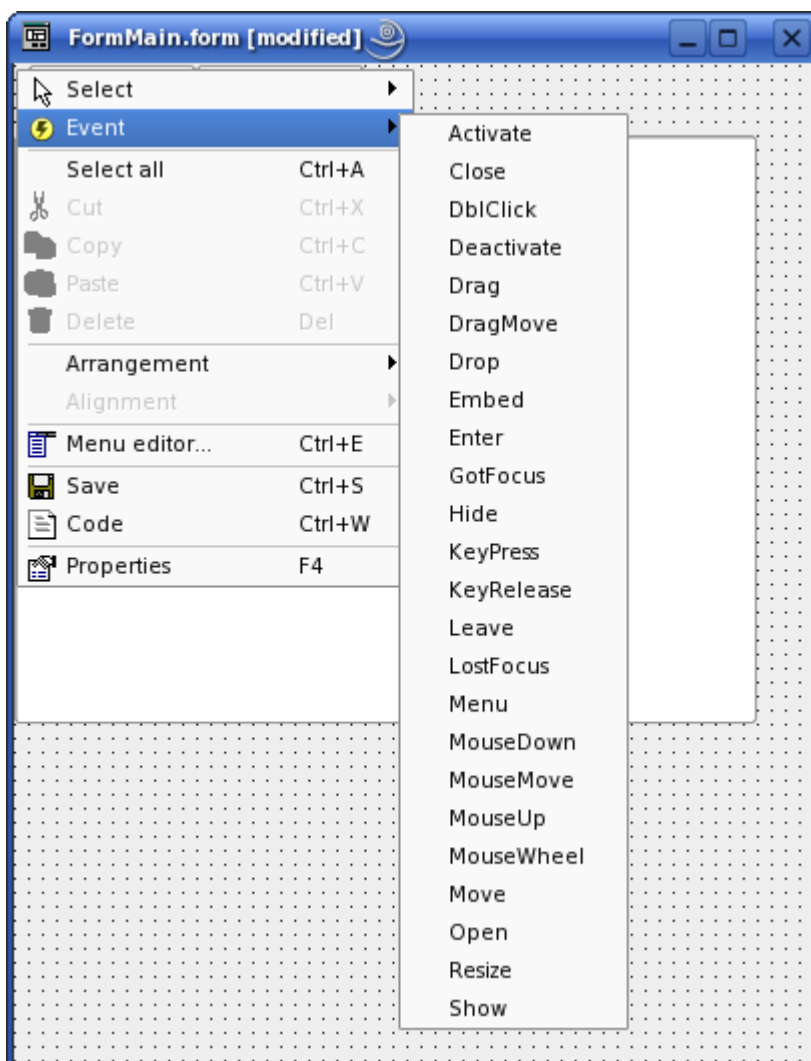 FormMain.form [modified]
Select
Event
Select all Ctrl+A
Cut Ctrl+X
Copy Ctrl+C
Paste Ctrl+V
Delete Del
Arrangement
Alignment
Menu editor... Ctrl+E
Save Ctrl+S
Code Ctrl+W
Properties F4
Activate
Close
DblClick
Deactivate
Drag
DragMove
Drop
Embed
Enter
GotFocus
Hide
KeyPress
KeyRelease
Leave
LostFocus
Menu
MouseDown
MouseMove
MouseUp
MouseWheel
Move
Open
Resize
Show